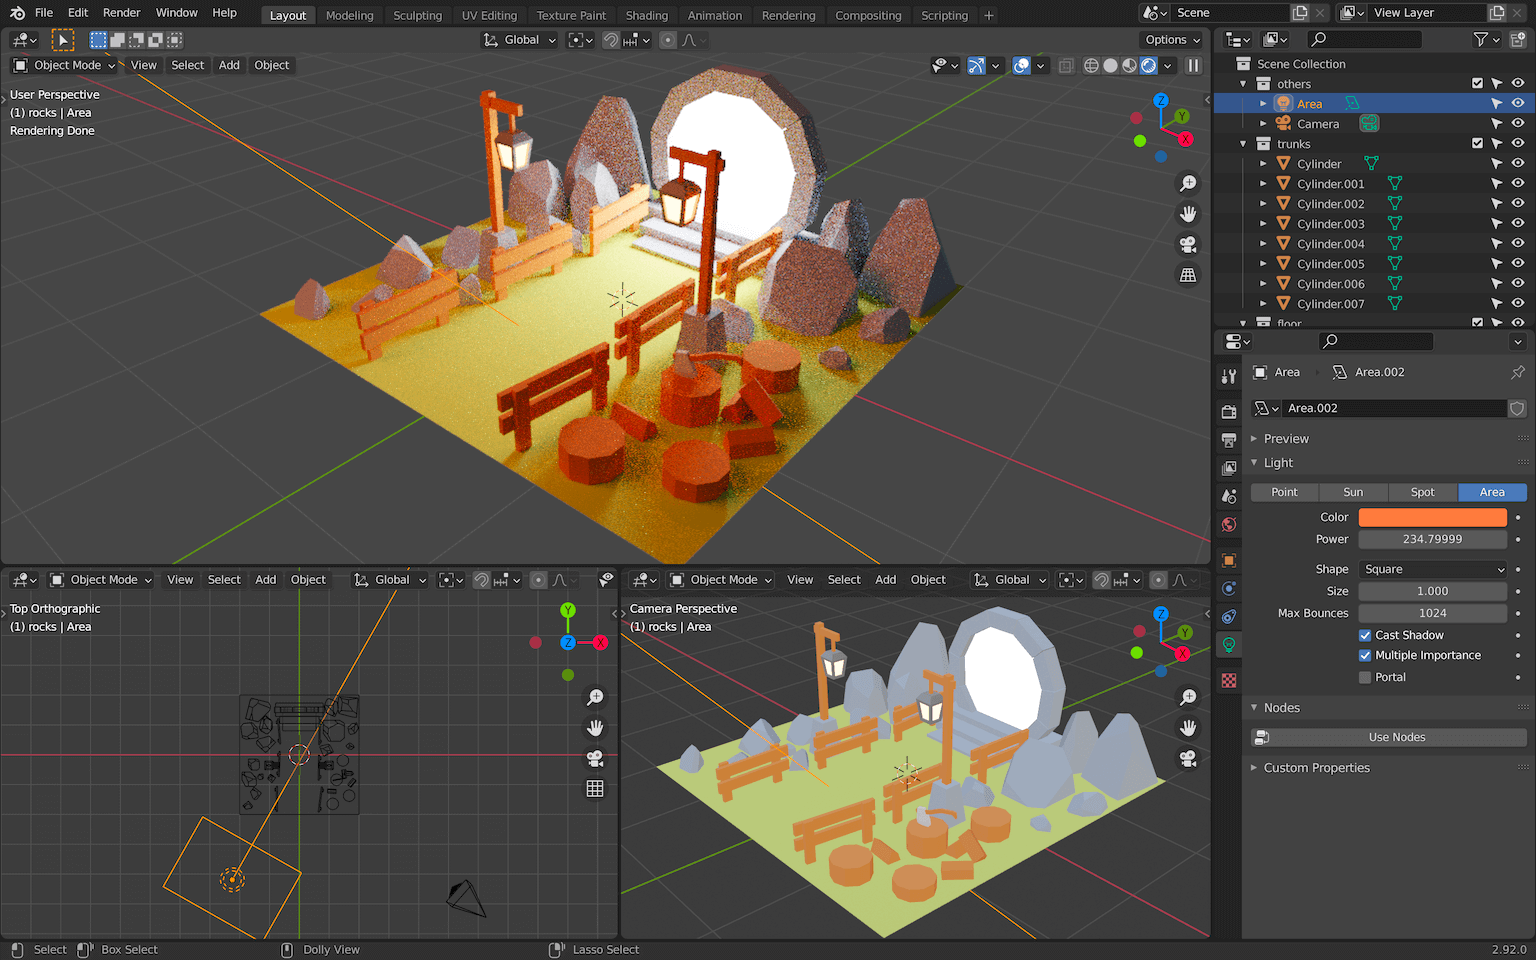 File Edit Render Window Help Layout Modeling Sculpting UV Editing Texture Paint Shading Animation Rendering Compositing Scripting + Scene View Layer
Global Options
Object Mode View Select Add Object
User Perspective
(1) rocks | Area
Rendering Done
Z
Y
X
Scene Collection
others
Area
Camera
trunks
Cylinder
Cylinder.001
Cylinder.002
Cylinder.003
Cylinder.004
Cylinder.005
Cylinder.006
Cylinder.007
floor
Area Area.002
Area.002
Preview
Light
Point Sun Spot Area
Color
Power 234.79999
Shape Square
Size 1.000
Max Bounces 1024
Cast Shadow
Multiple Importance
Portal
Nodes
Use Nodes
Custom Properties
Object Mode View Select Add Object Global
Top Orthographic
(1) rocks | Area
Y
Z X
Object Mode View Select Add Object Global
Camera Perspective
(1) rocks | Area
Z
Y
X
Select Box Select Dolly View Lasso Select 2.92.0